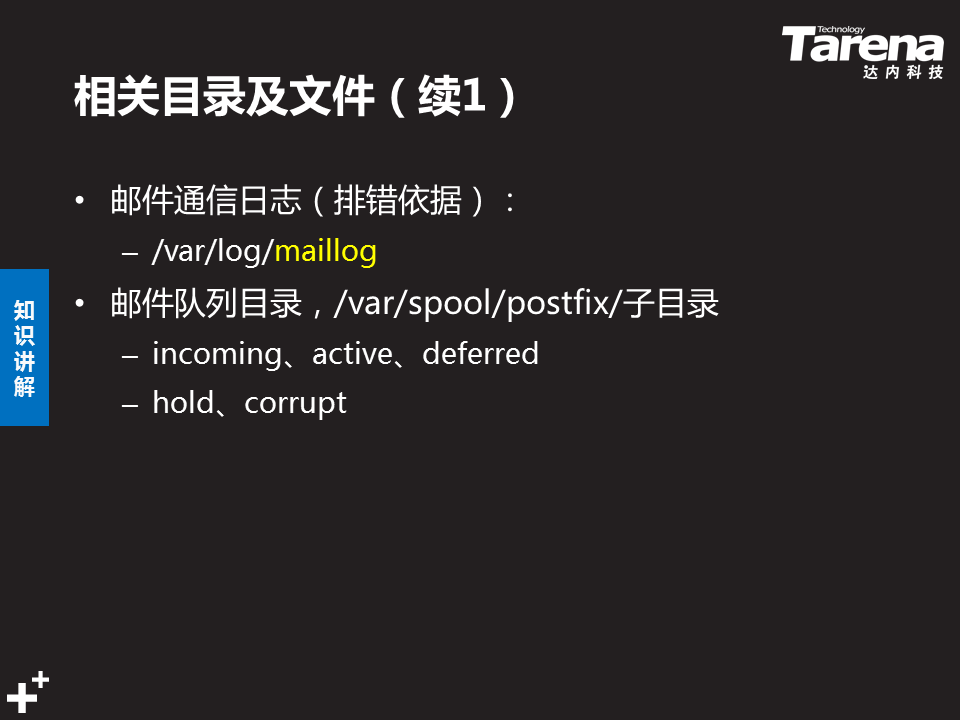 Technology
Tarena
达内科技
相关目录及文件（续1）
• 邮件通信日志（排错依据）：
– /var/log/maillog
• 邮件队列目录，/var/spool/postfix/子目录
– incoming、active、deferred
– hold、corrupt
知识讲解